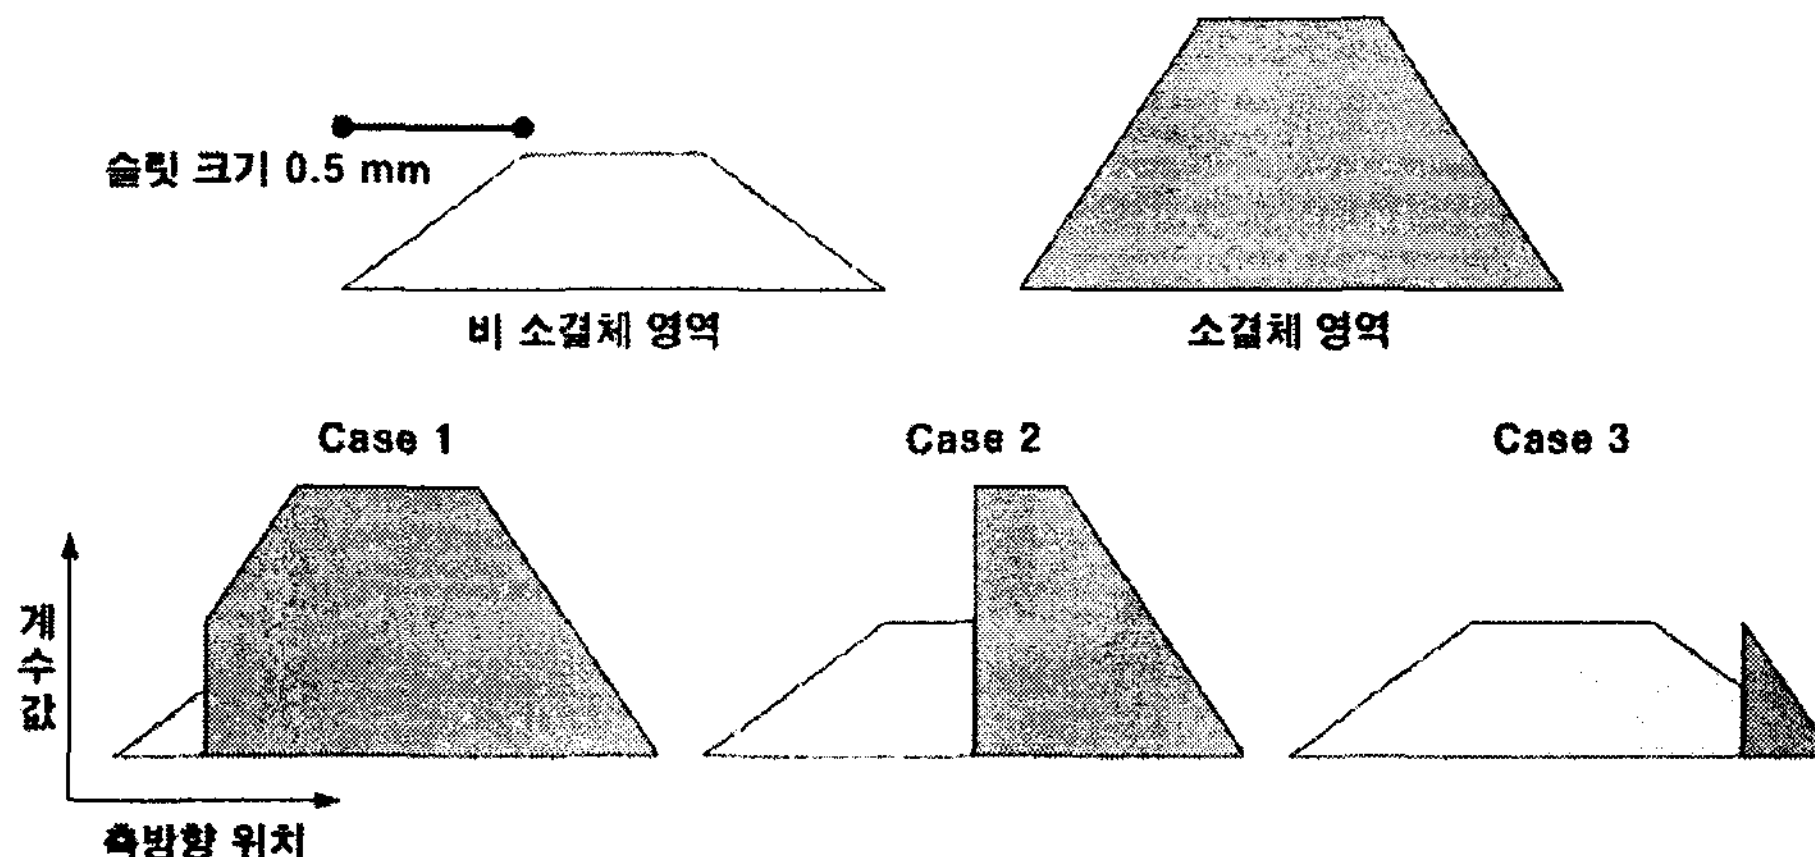 슬릿 크기 0.5 mm
비 소결체 영역
소결체 영역
Case 1
Case 2
Case 3
계수값
축방향 위치